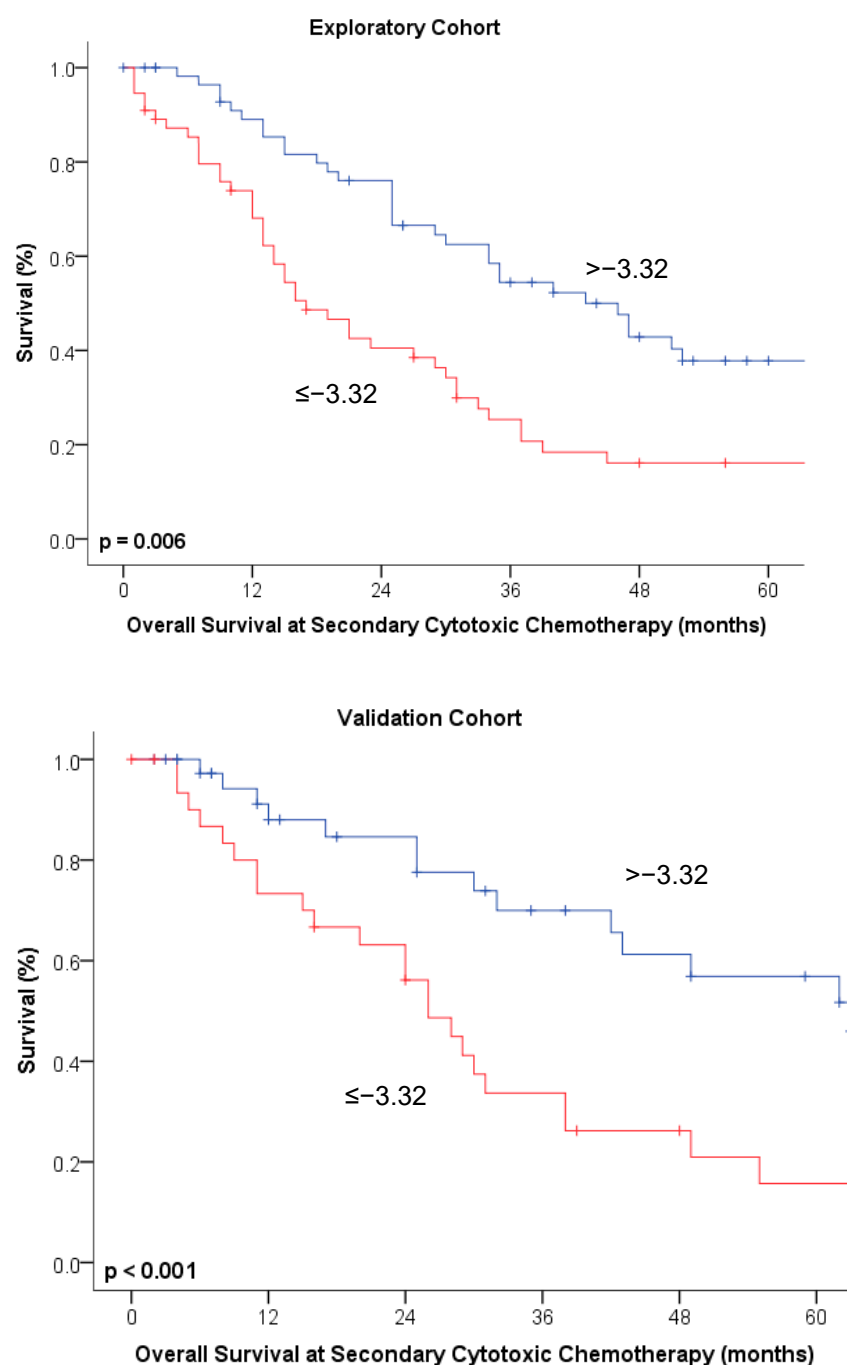 Exploratory Cohort
1.0
0.8
0.6
0.4
0.2
0.0
Survival (%)
>−3.32
≤−3.32
p = 0.006
0 12 24 36 48 60
Overall Survival at Secondary Cytotoxic Chemotherapy (months)
Validation Cohort
1.0
0.8
0.6
0.4
0.2
0.0
Survival (%)
>−3.32
≤−3.32
p < 0.001
0 12 24 36 48 60
Overall Survival at Secondary Cytotoxic Chemotherapy (months)